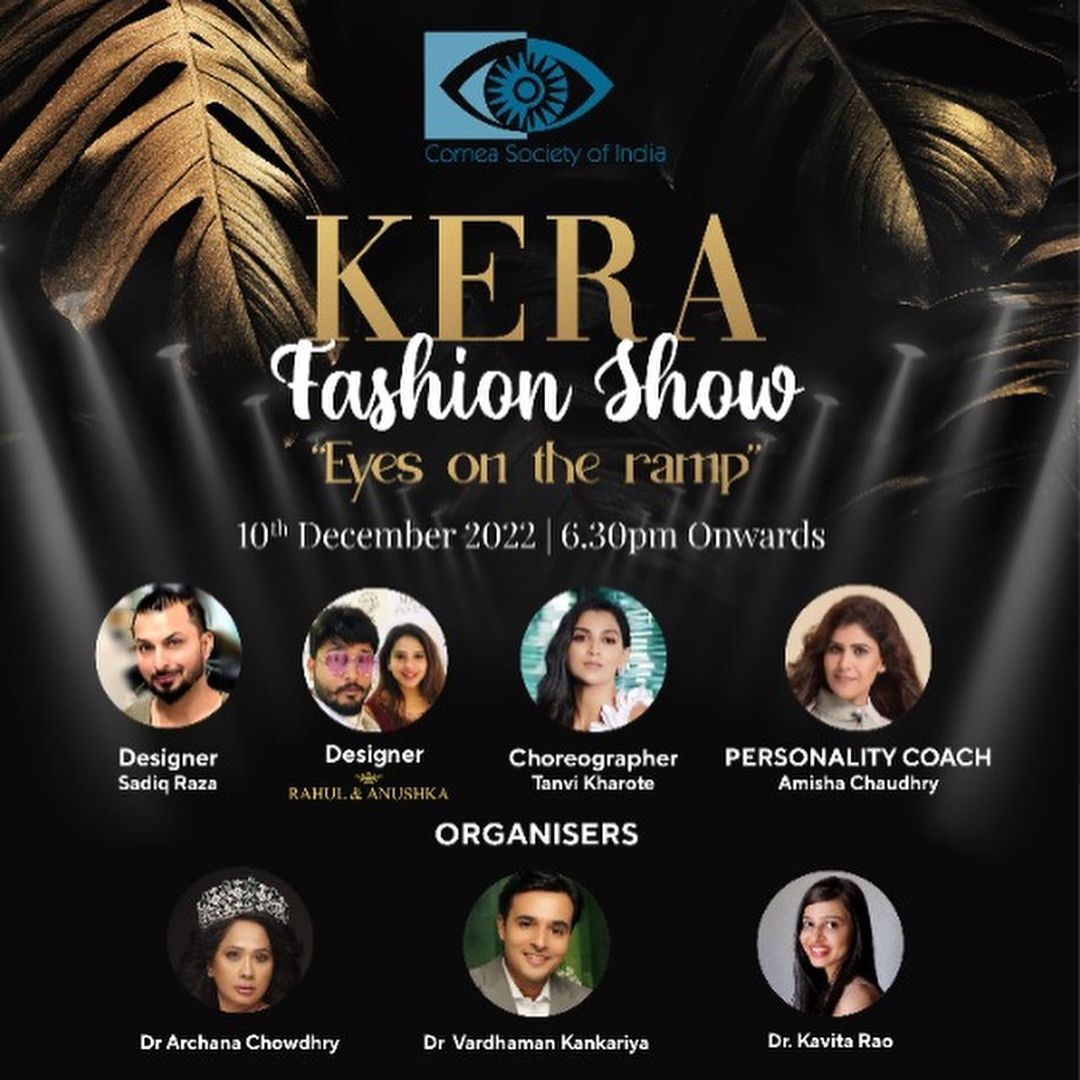 Cornea Society of India
KERA
Fashion Show
“Eyes on the ramp”
10th December 2022 | 6.30pm Onwards
Designer
Sadiq Raza
Designer
RAHUL & ANUSHKA
Choreographer
Tanvi Kharote
PERSONALITY COACH
Amisha Chaudhry
ORGANISERS
Dr Archana Chowdhry
Dr Vardhaman Kankariya
Dr. Kavita Rao